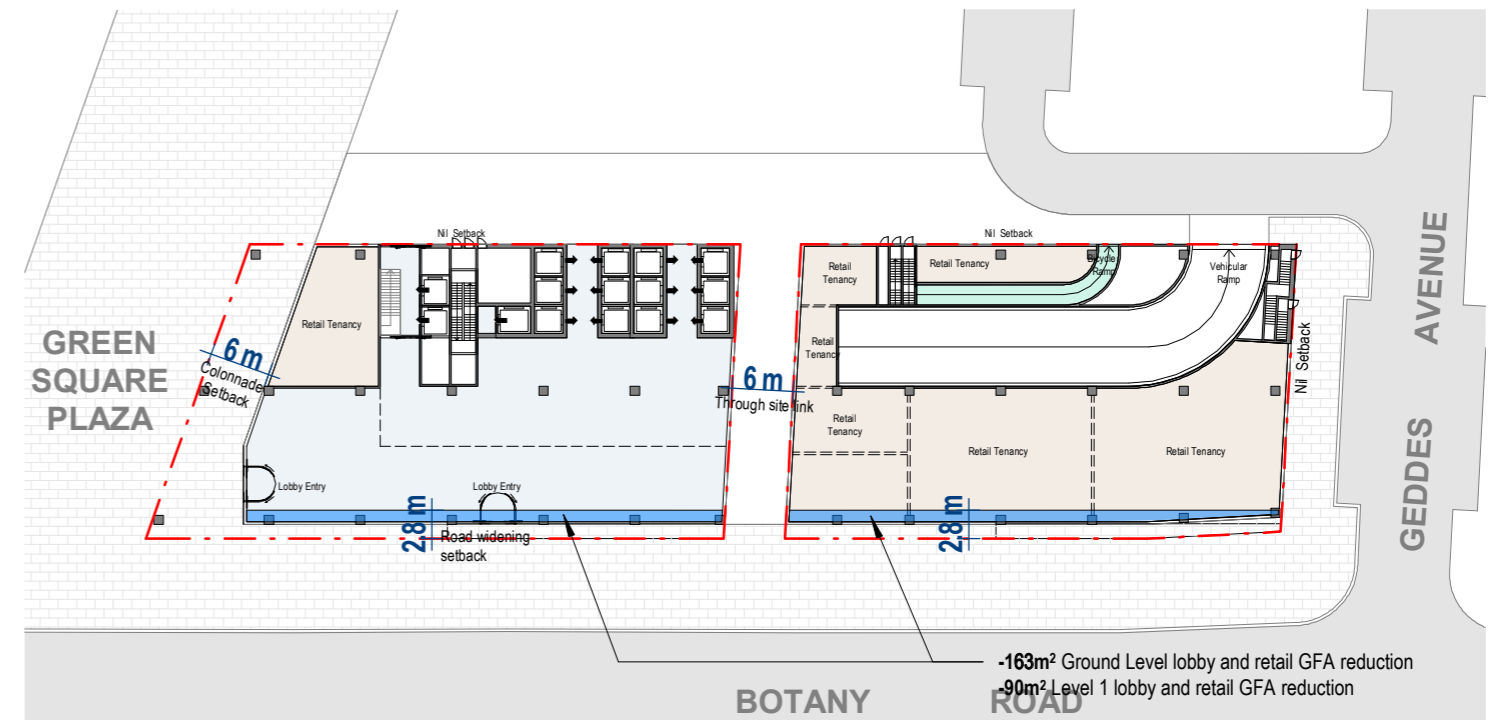 Nil Setback
Nil Setback
Retail
Tenancy
Retail Tenancy
Bicycle
Ramp
Vehicular
Ramp
AVENUE
Retail Tenancy
GREEN
SQUARE
PLAZA
6 m
Colonnade
Setback
Retail
Tenancy
Nil Setback
6 m
Through site link
Retail
Tenancy
Retail Tenancy
Retail Tenancy
GEDDES
Lobby Entry
Lobby Entry
2.8 m
Road widening
setback
2.8 m
-163m² Ground Level lobby and retail GFA reduction
-90m² Level 1 lobby and retail GFA reduction
BOTANY ROAD